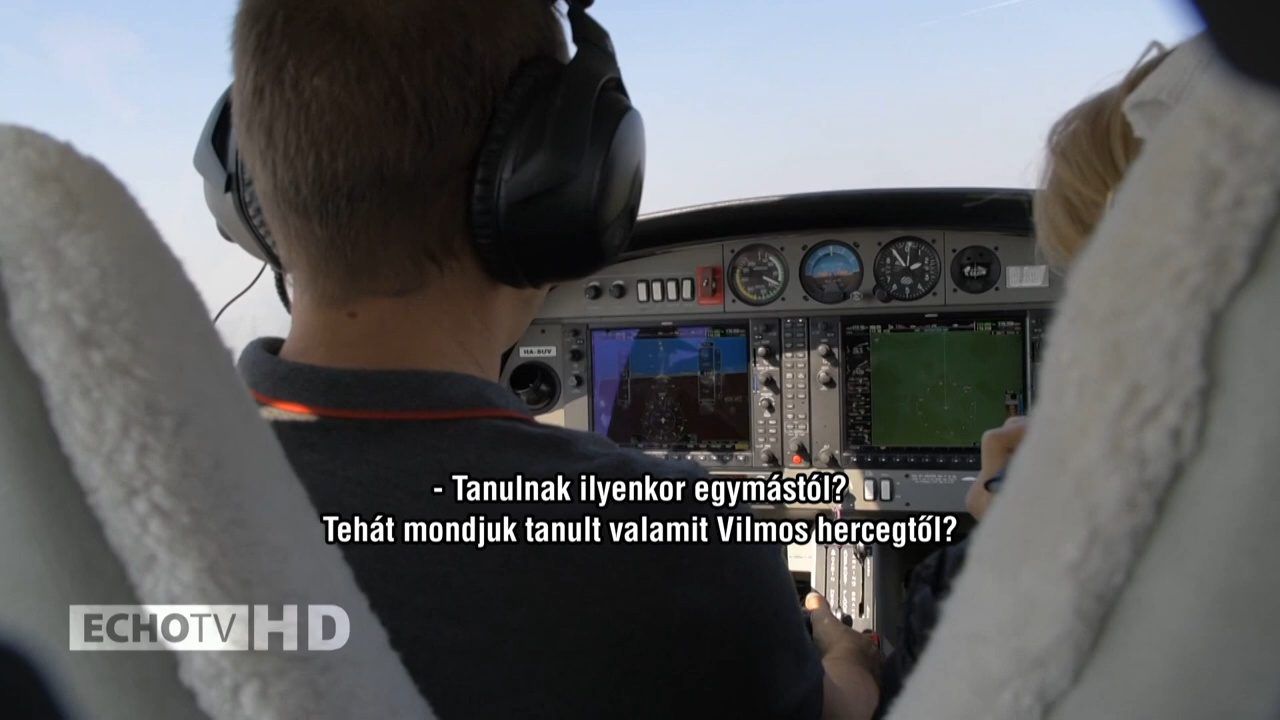 HA-SUV
- Tanulnak ilyenkor egymástól?
Tehát mondjuk tanult valamit Vilmos hercegtől?
ECHOTV HD